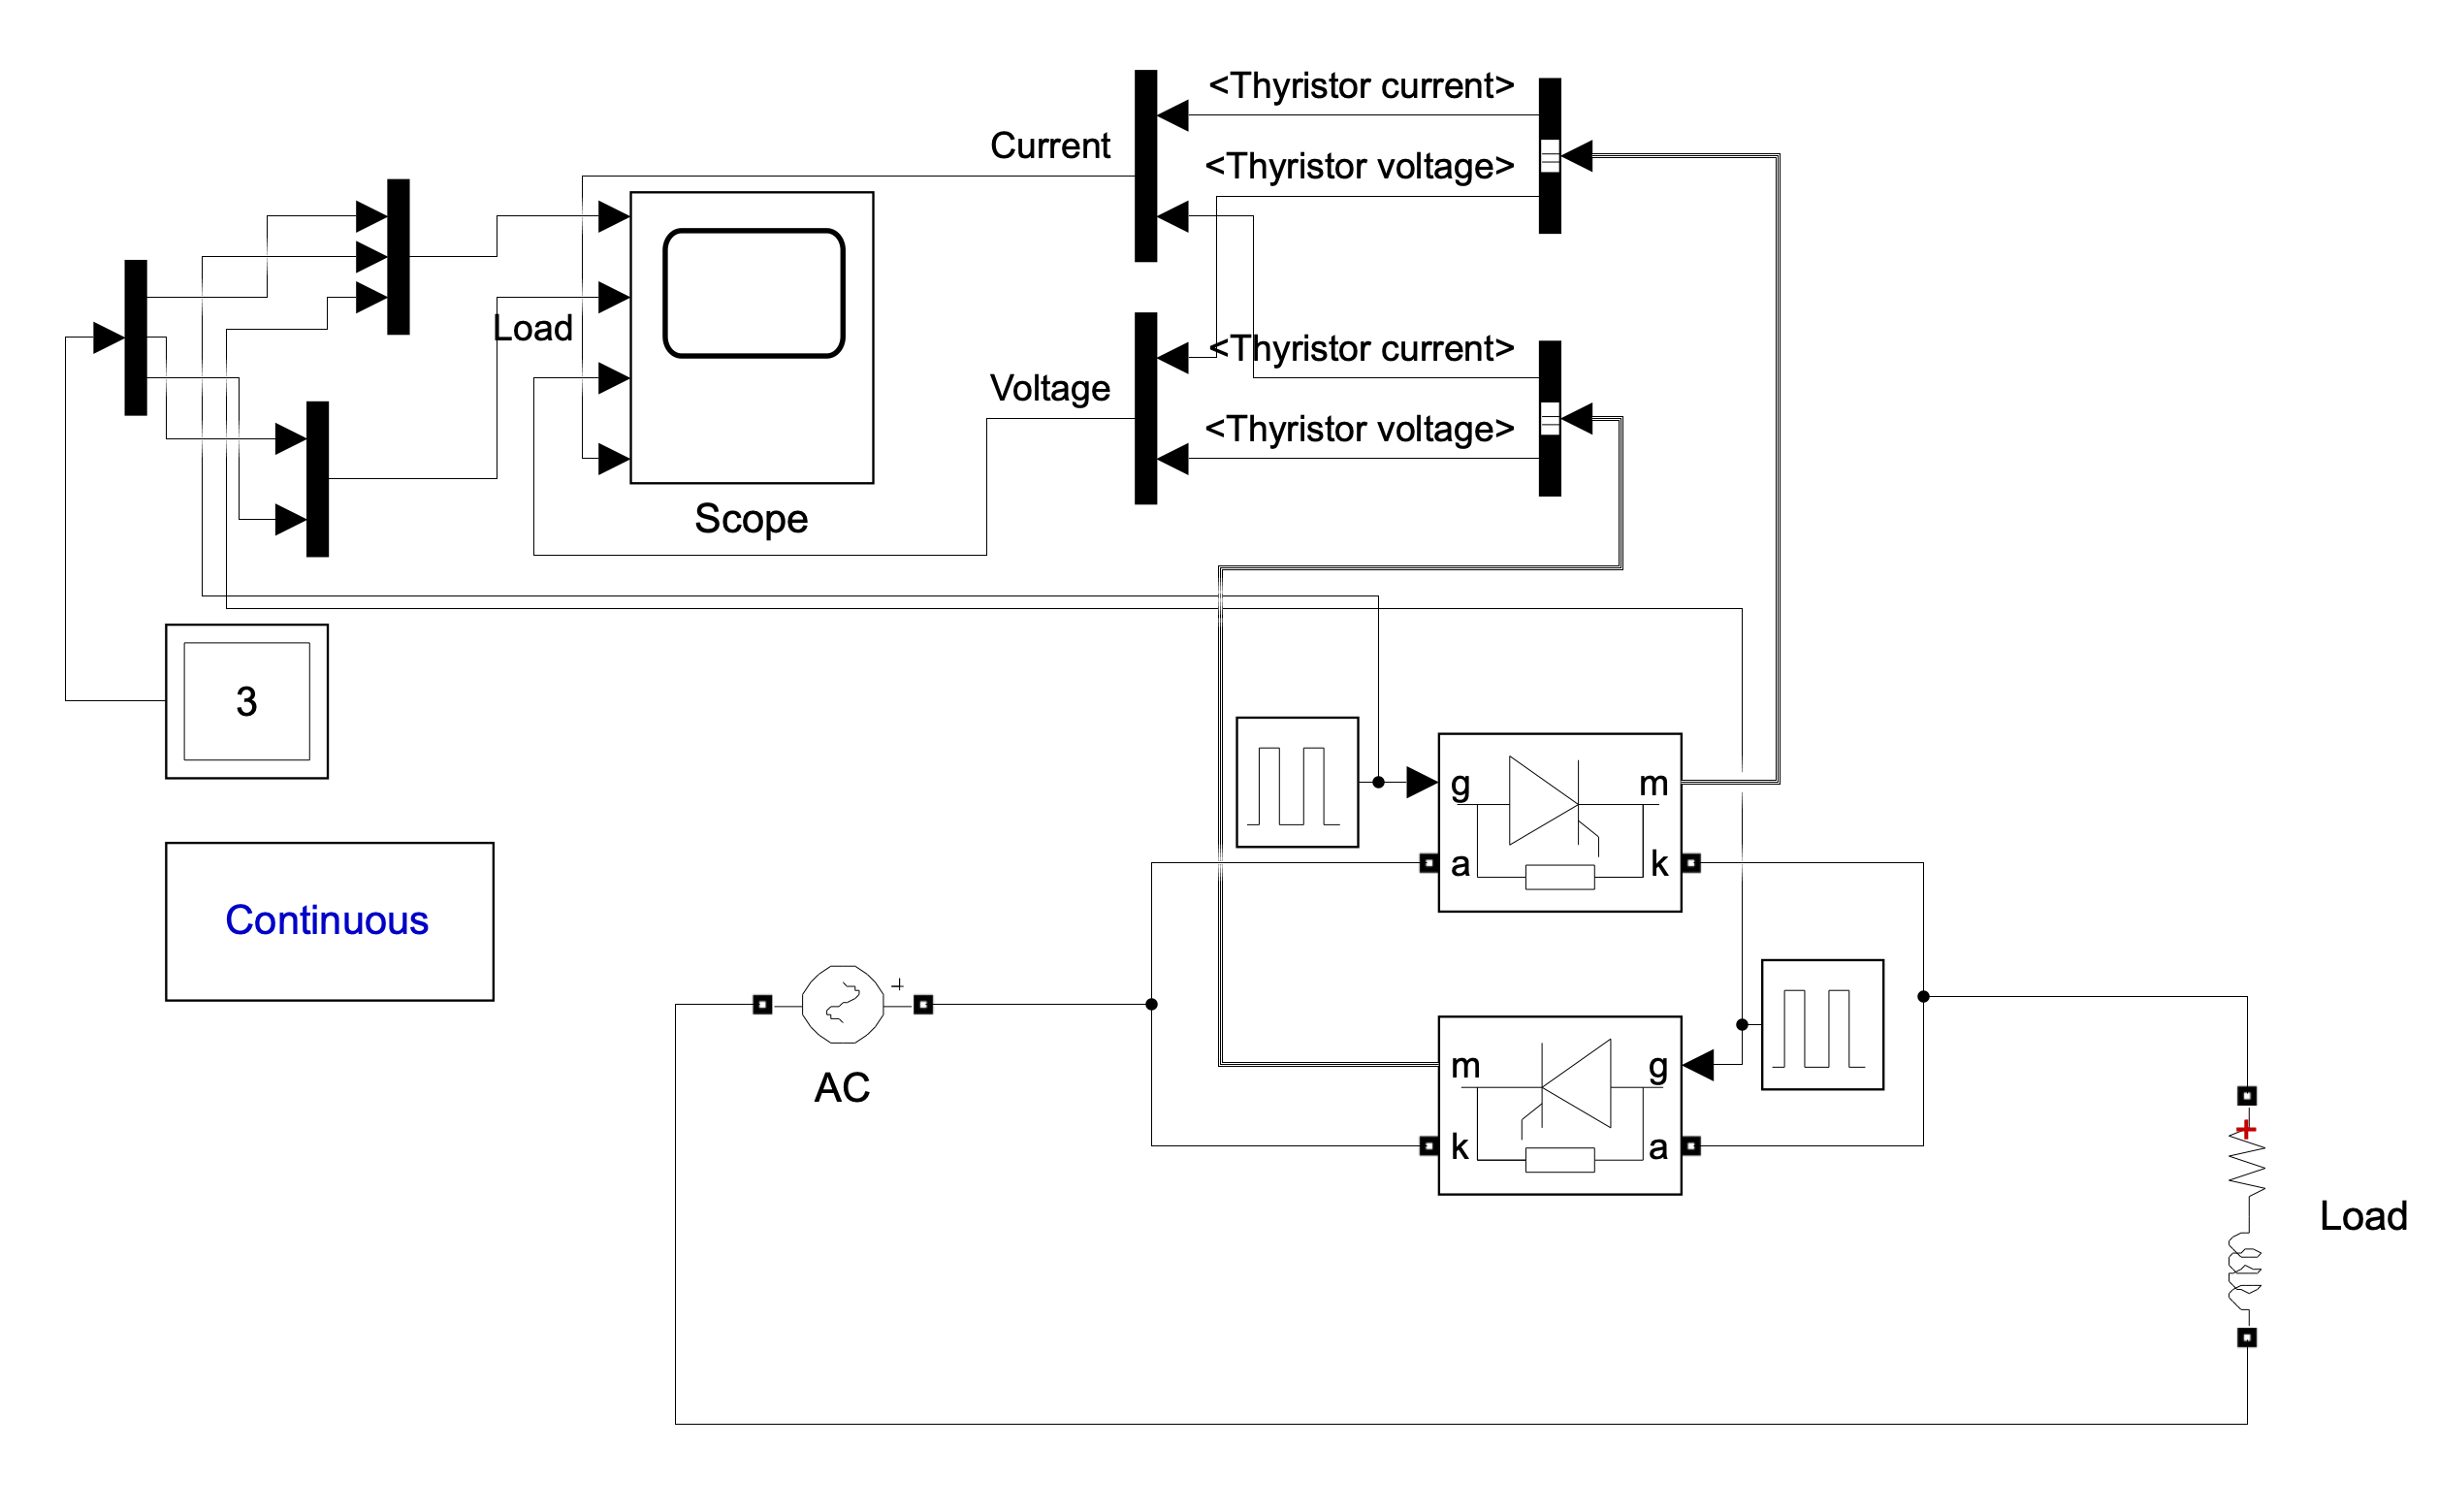 <Thyristor current>
Current
<Thyristor voltage>
Load
<Thyristor current>
Voltage
<Thyristor voltage>
Scope
3
g m
a k
Continuous
+
AC
m g
k a
+
Load